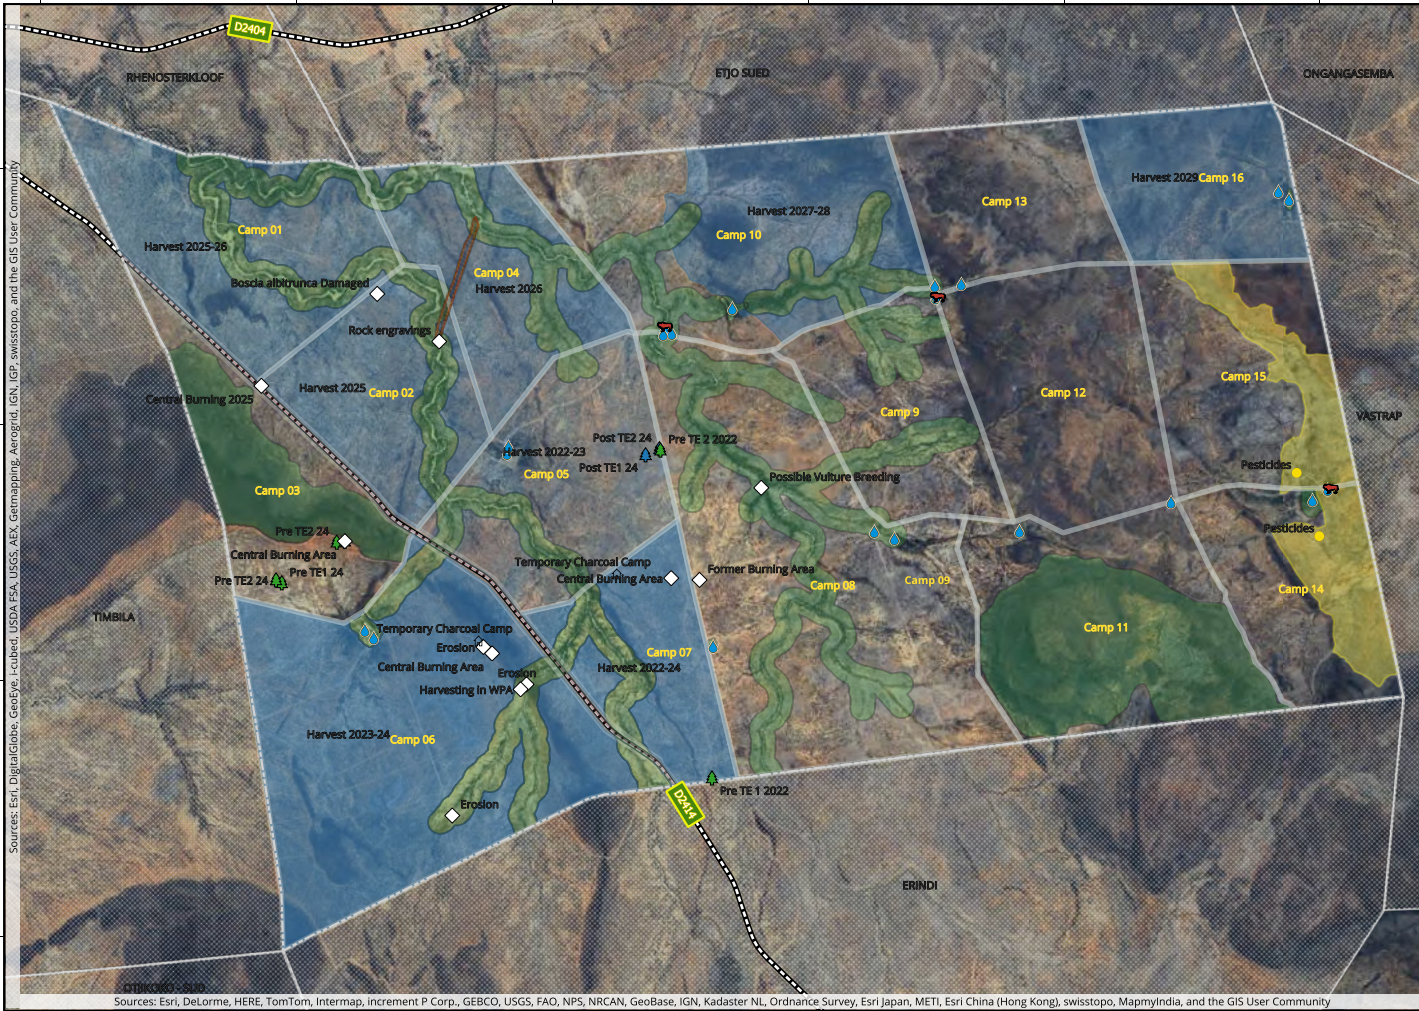 D2404
RHENOSTERKLOOF
ETJO SUED
ONGANGASEMBA
Harvest 2029
Camp 16
Camp 13
Harvest 2027-28
Camp 01
Camp 10
Harvest 2025-26
Camp 04
Boscia albitrunca Damaged
Harvest 2026
Rock engravings
Camp 15
Harvest 2025
Camp 02
Camp 12
Central Burning 2025
Camp 9
VASTRAP
Post TE2 24
Pre TE 2 2022
Harvest 2022-23
Post TE1 24
Pesticides
Camp 05
Possible Vulture Breeding
Camp 03
Pesticides
Pre TE2 24
Central Burning Area
Temporary Charcoal Camp
Former Burning Area
Pre TE1 24
Pre TE2 24
Central Burning Area
Camp 08
Camp 09
Camp 14
TIMBILA
Temporary Charcoal Camp
Camp 11
Erosion
Camp 07
Central Burning Area
Harvest 2022-24
Erosion
Harvesting in WPA
Harvest 2023-24
Camp 06
Pre TE 1 2022
Erosion
D2414
ERINDI
OTJIKOKO - SUD
Sources: Esri, DigitalGlobe, GeoEye, i-cubed, USDA FSA, USGS, AEX, Getmapping, Aerogrid, IGN, IGP, swisstopo, and the GIS User Community
Sources: Esri, DeLorme, HERE, TomTom, Intermap, increment P Corp., GEBCO, USGS, FAO, NPS, NRCAN, GeoBase, IGN, Kadaster NL, Ordnance Survey, Esri Japan, METI, Esri China (Hong Kong), swisstopo, MapmyIndia, and the GIS User Community